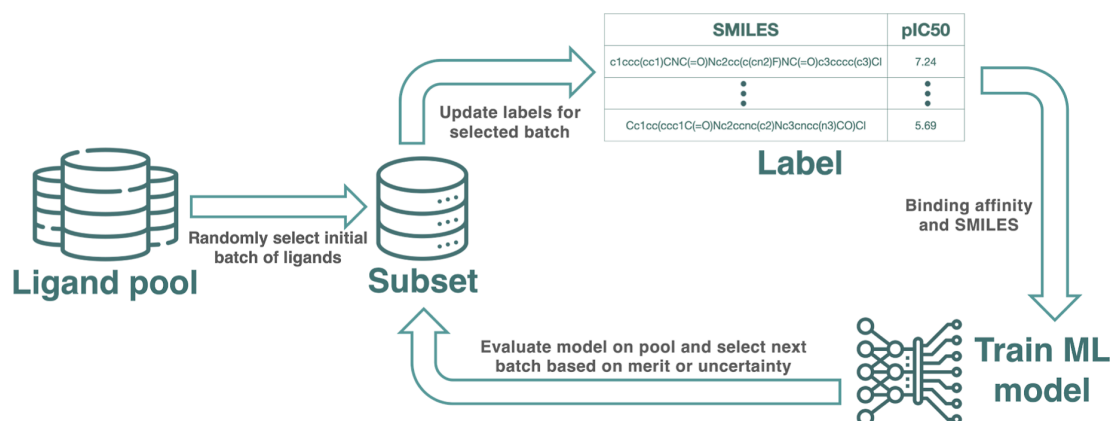 SMILES pIC50
c1ccc(cc1)CNC(=O)Nc2cc(c(cn2)F)NC(=O)c3cccc(c3)Cl 7.24
Cc1cc(ccc1C(=O)Nc2ccnc(c2)Nc3cncc(n3)CO)Cl 5.69
Label
Update labels for
selected batch
Ligand pool
Randomly select initial
batch of ligands
Subset
Binding affinity
and SMILES
Train ML
model
Evaluate model on pool and select next
batch based on merit or uncertainty